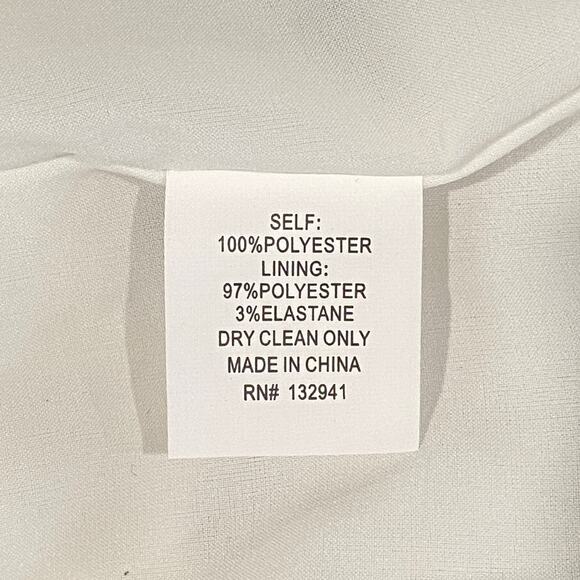 SELF:
100%POLYESTER
LINING:
97%POLYESTER
3%ELASTANE
DRY CLEAN ONLY
MADE IN CHINA
RN# 132941